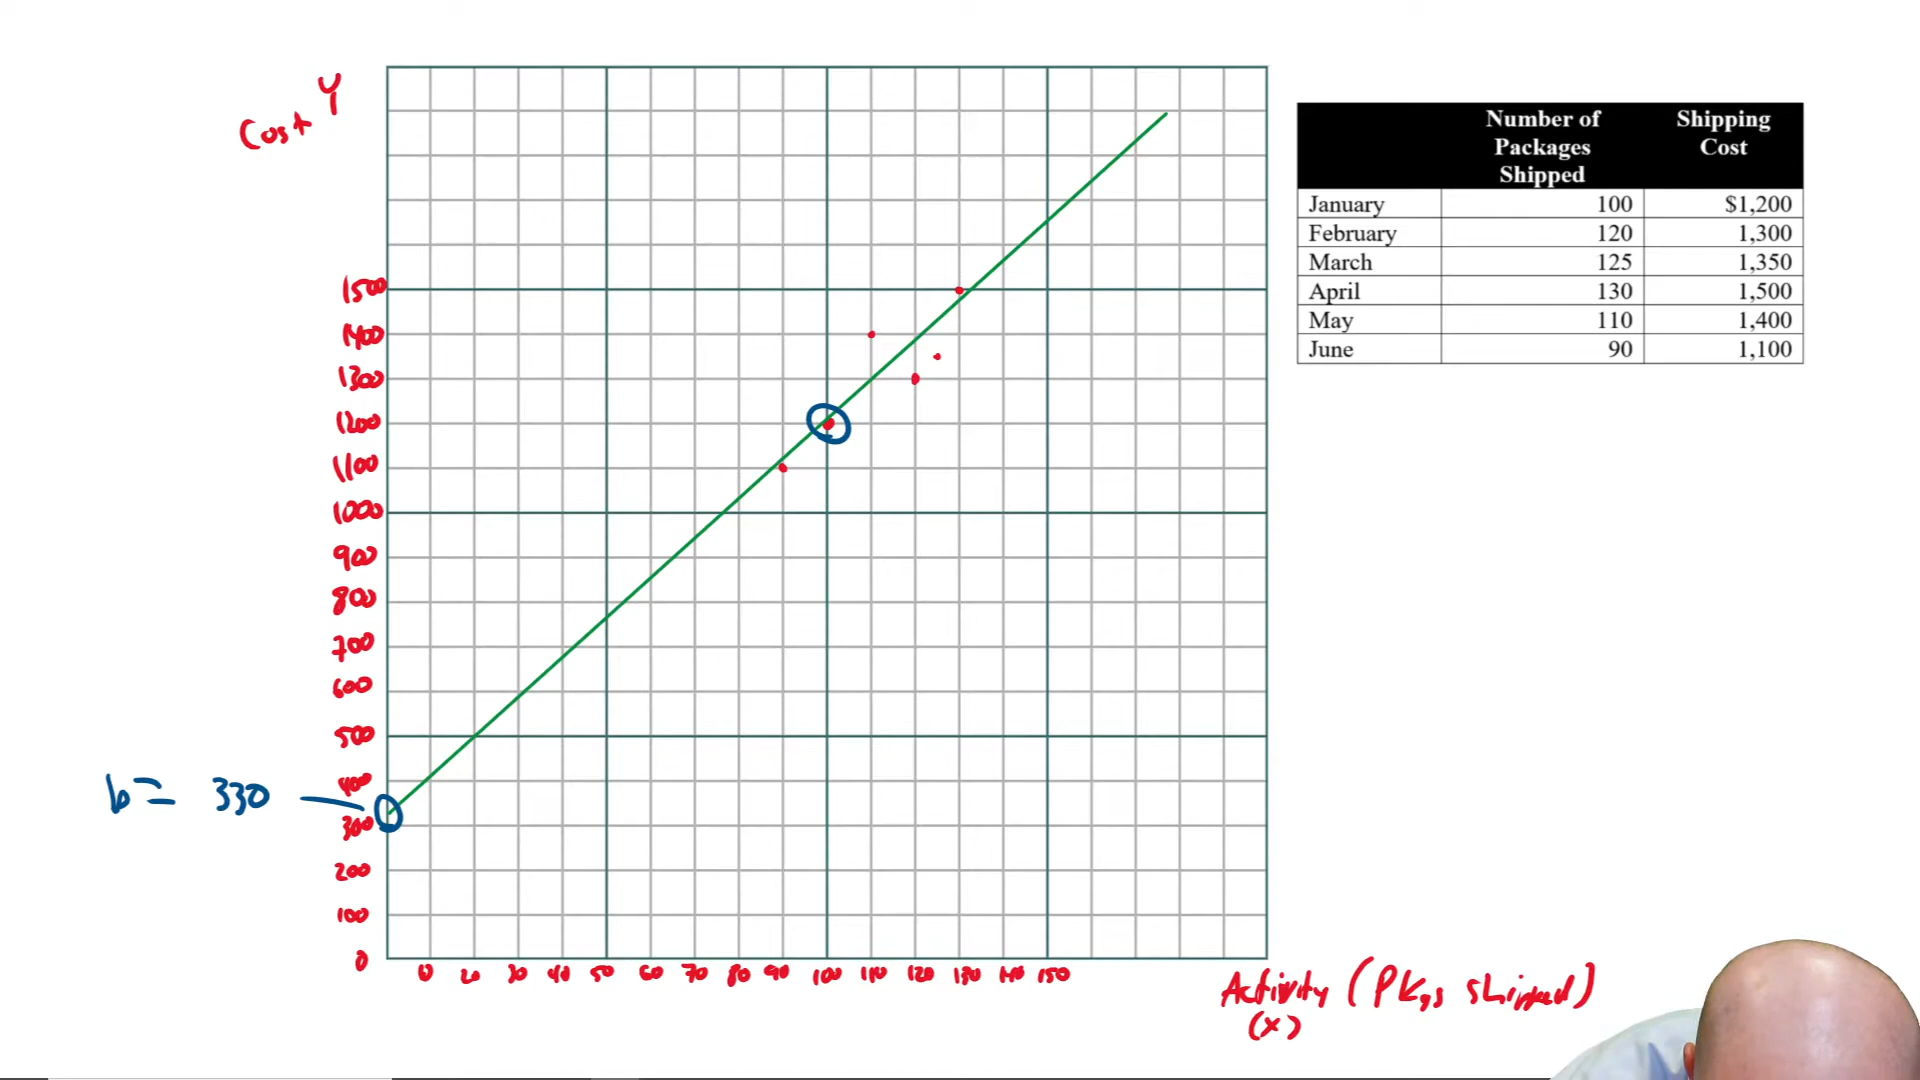 Cost Y
1500
1400
1300
1200
1100
1000
900
800
700
600
500
400
300
200
100
0
b= 330
10 20 30 40 50 60 70 80 90 100 110 120 130 140 150
Activity (Pkgs shipped)
(x)
Number of Packages Shipped Shipping Cost
January 100 $1,200
February 120 1,300
March 125 1,350
April 130 1,500
May 110 1,400
June 90 1,100